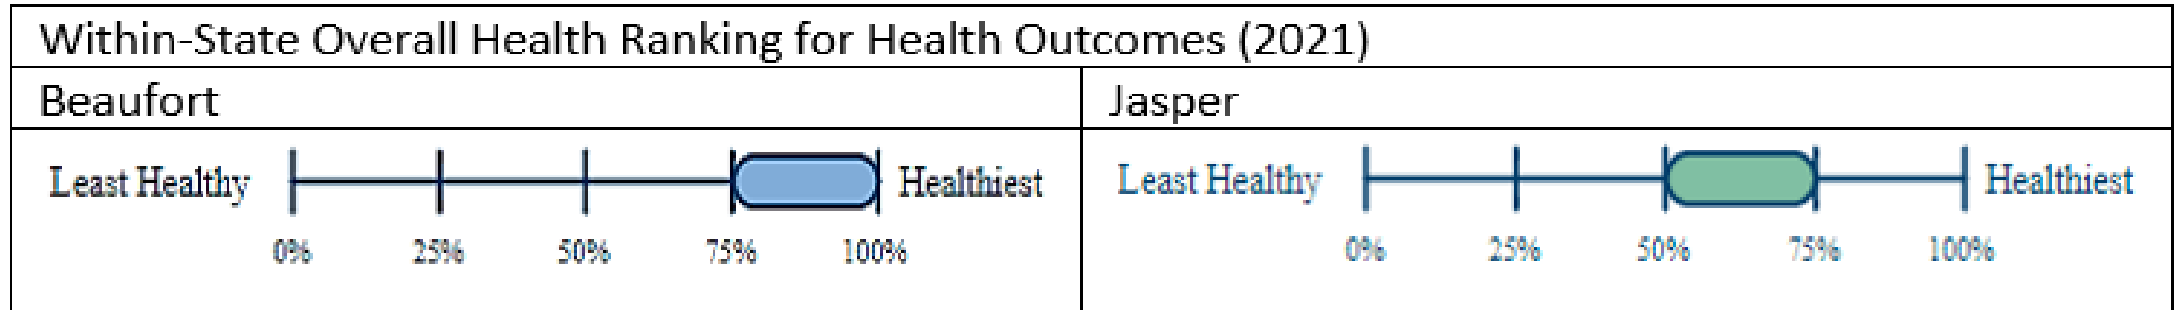 Within-State Overall Health Ranking for Health Outcomes (2021)
Beaufort
Jasper
Least Healthy
Healthiest
0% 25% 50% 75% 100%
Least Healthy
Healthiest
0% 25% 50% 75% 100%